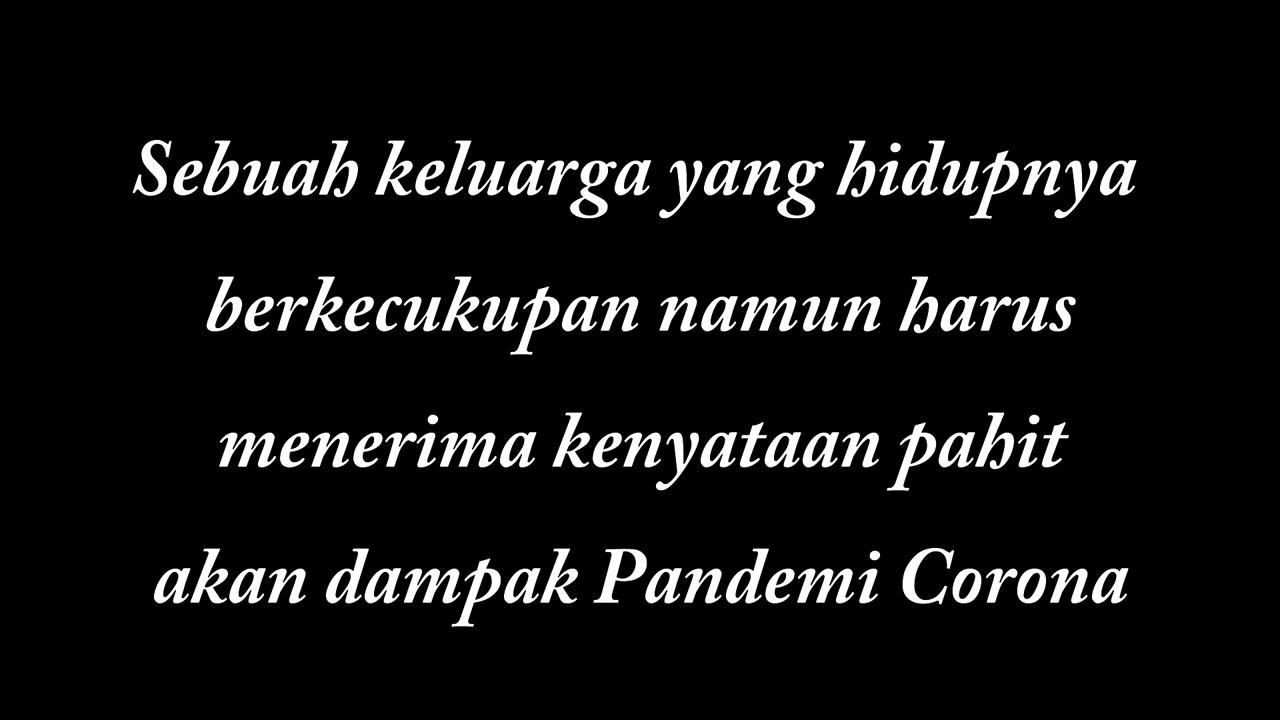 Sebuah keluarga yang hidupnya
berkecukupan namun harus
menerima kenyataan pahit
akan dampak Pandemi Corona